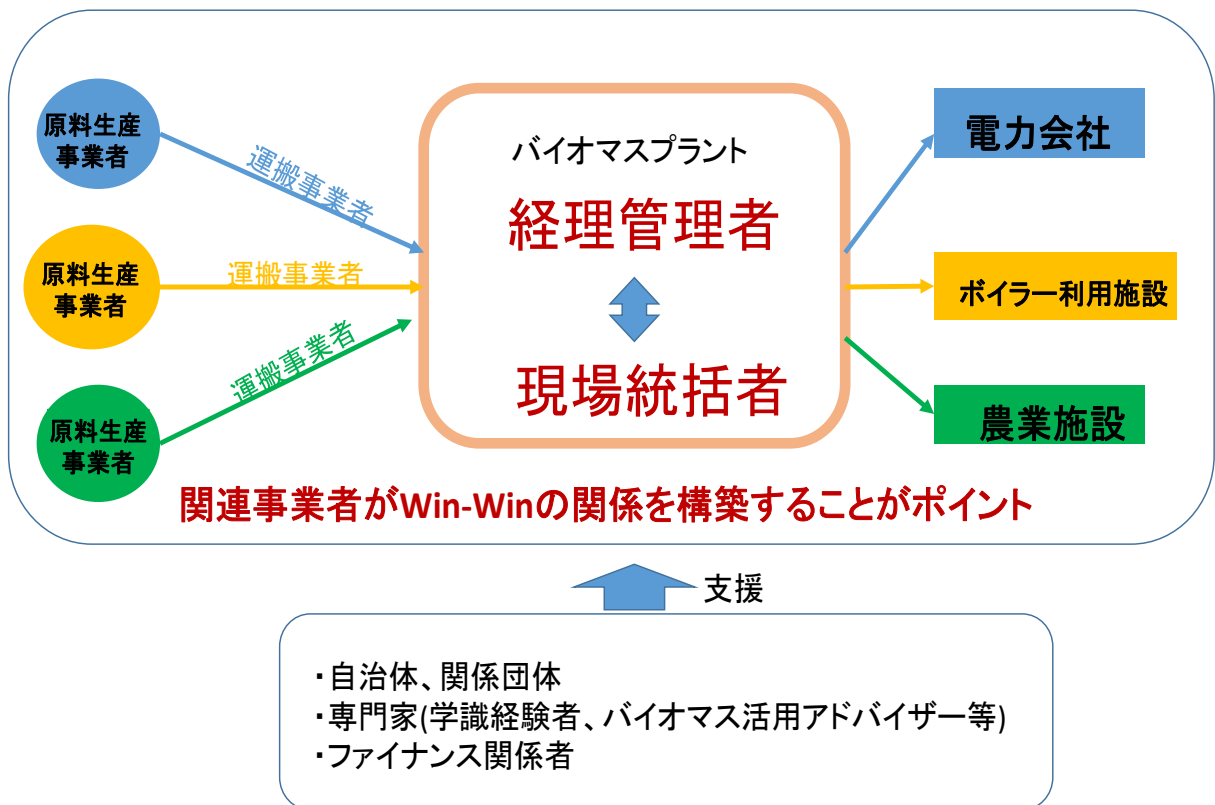 原料生産
事業者
運搬事業者
原料生産
事業者
運搬事業者
原料生産
事業者
運搬事業者
バイオマスプラント
経理管理者
現場統括者
電力会社
ボイラー利用施設
農業施設
関連事業者がWin-Winの関係を構築することがポイント
支援
・自治体、関係団体
・専門家(学識経験者、バイオマス活用アドバイザー等)
・ファイナンス関係者